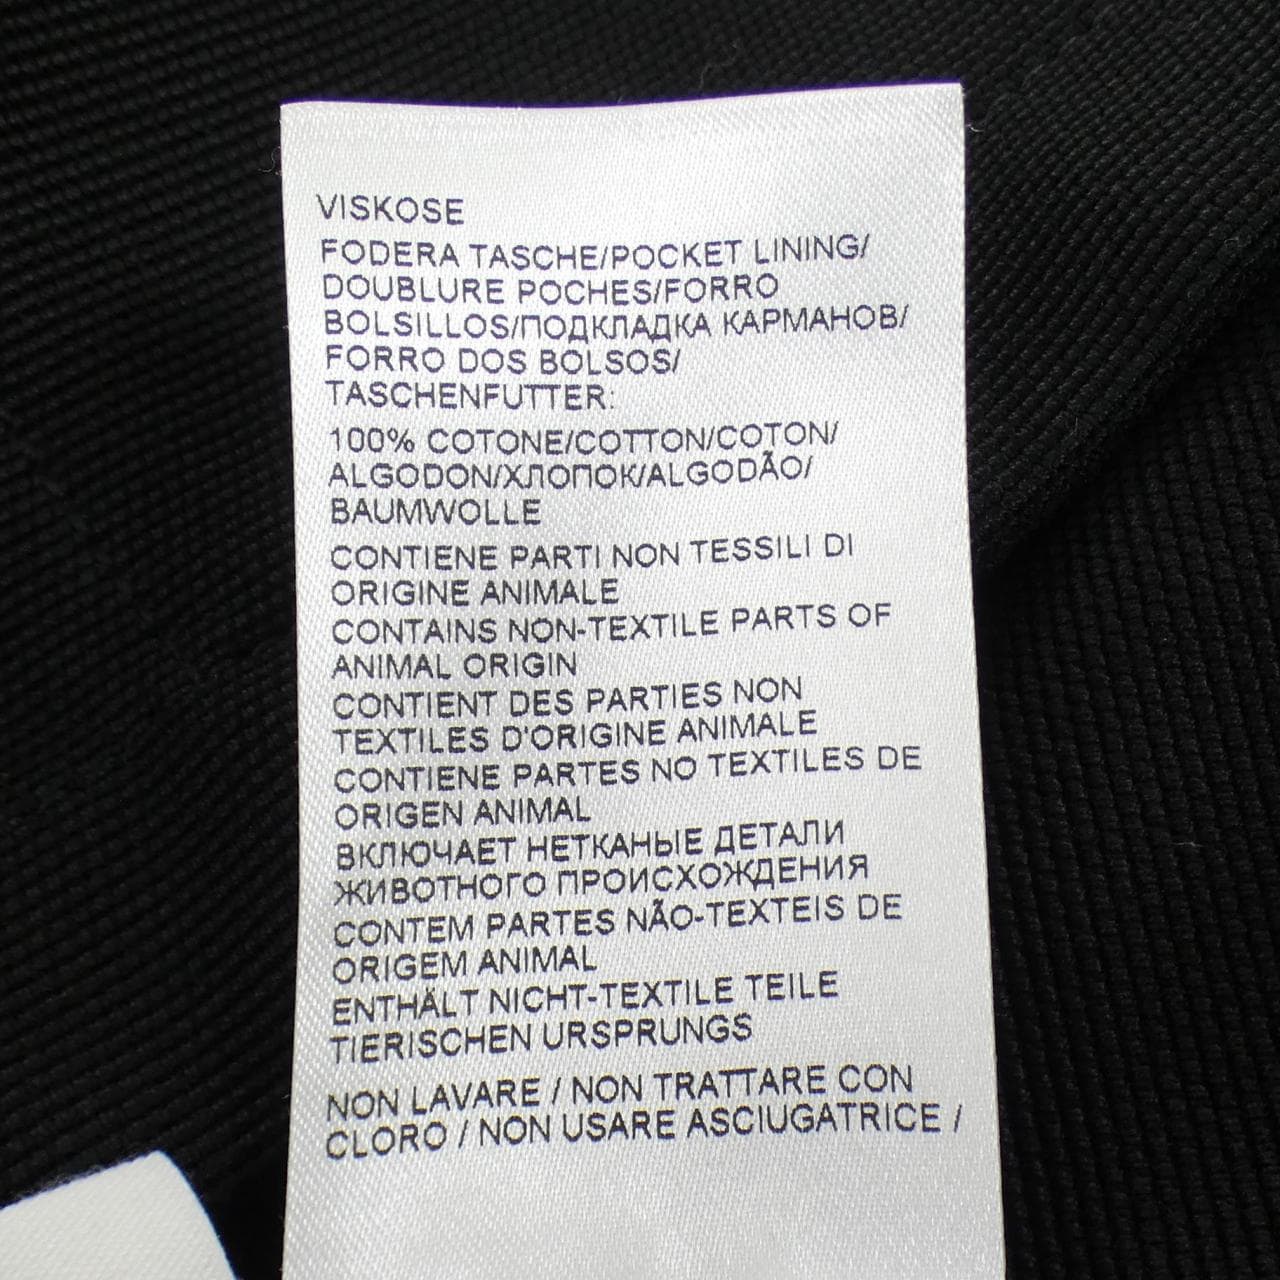 VISKOSE
FODERA TASCHE/POCKET LINING/
DOUBLURE POCHES/FORRO
BOLSILLOS/ПОДКЛАДКА КАРМАНОВ/
FORRO DOS BOLSOS/
TASCHENFUTTER:
100% COTONE/COTTON/COTON/
ALGODON/ХЛОПОК/ALGODÃO/
BAUMWOLLE
CONTIENE PARTI NON TESSILI DI
ORIGINE ANIMALE
CONTAINS NON-TEXTILE PARTS OF
ANIMAL ORIGIN
CONTIENT DES PARTIES NON
TEXTILES D'ORIGINE ANIMALE
CONTIENE PARTES NO TEXTILES DE
ORIGEN ANIMAL
ВКЛЮЧАЕТ НЕТКАНЫЕ ДЕТАЛИ
ЖИВОТНОГО ПРОИСХОЖДЕНИЯ
CONTEM PARTES NÃO-TEXTEIS DE
ORIGEM ANIMAL
ENTHÄLT NICHT-TEXTILE TEILE
TIERISCHEN URSPRUNGS
NON LAVARE / NON TRATTARE CON
CLORO / NON USARE ASCIUGATRICE /